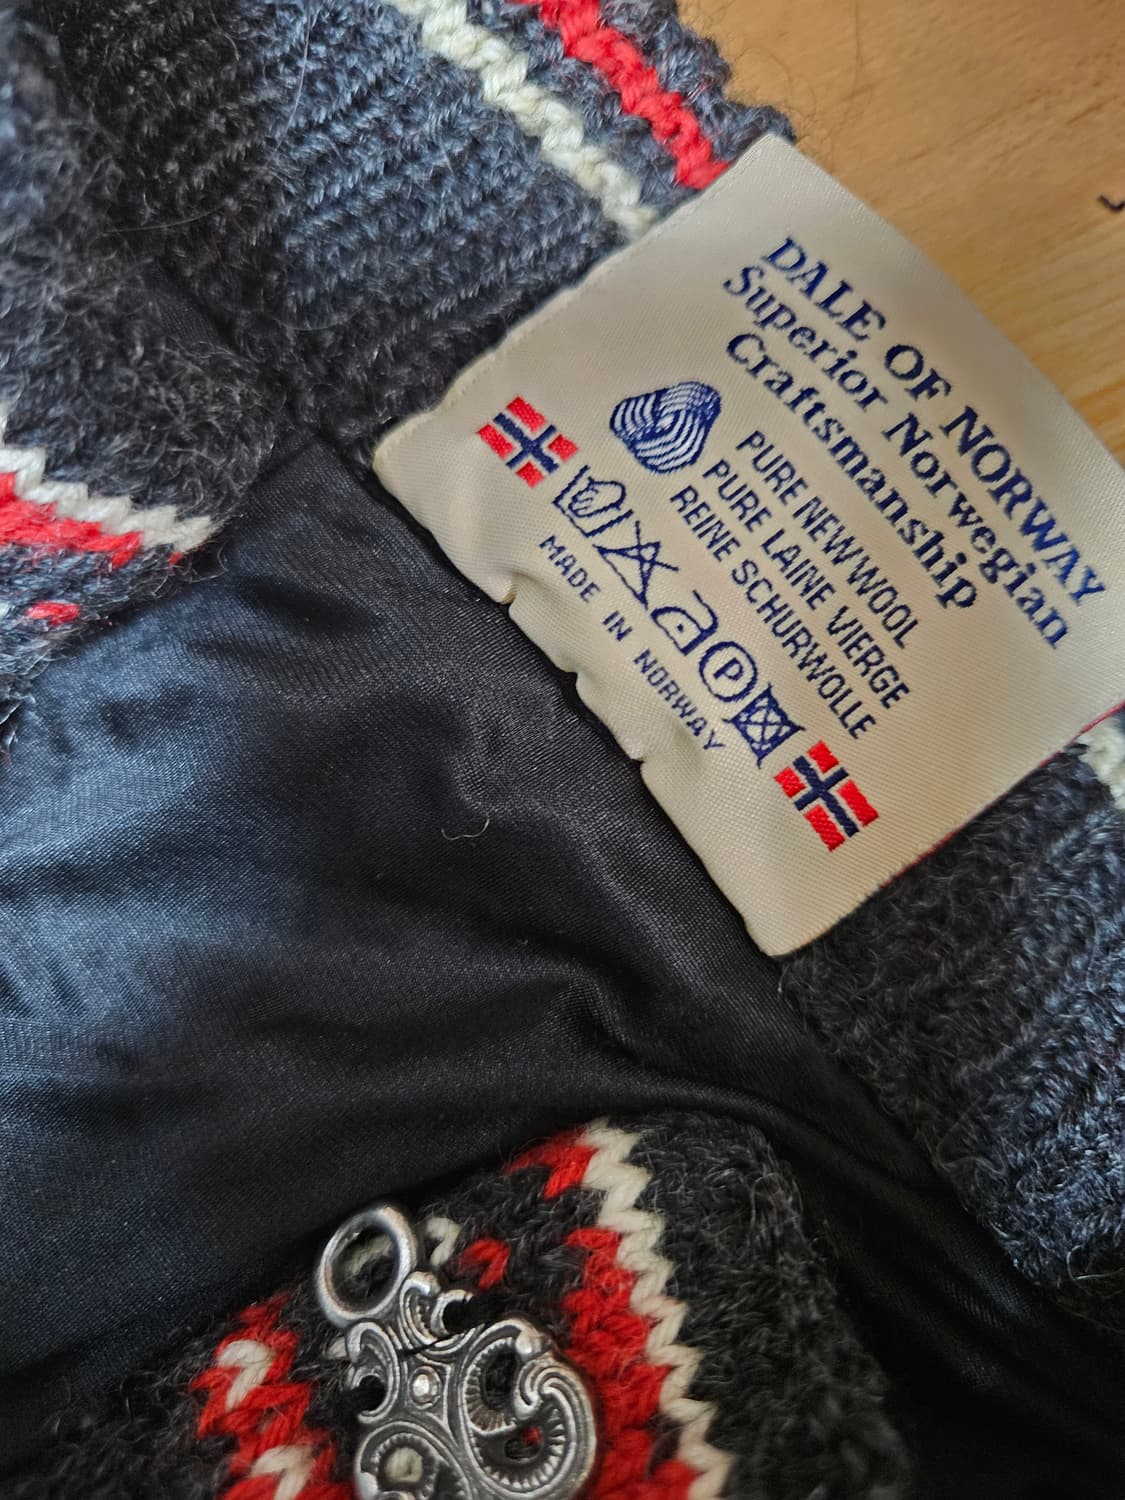 DALE OF NORWAY
Superior Norwegian
Craftsmanship
PURE NEW WOOL
PURE LAINE VIERGE
REINE SCHURWOLLE
P
MADE IN NORWAY